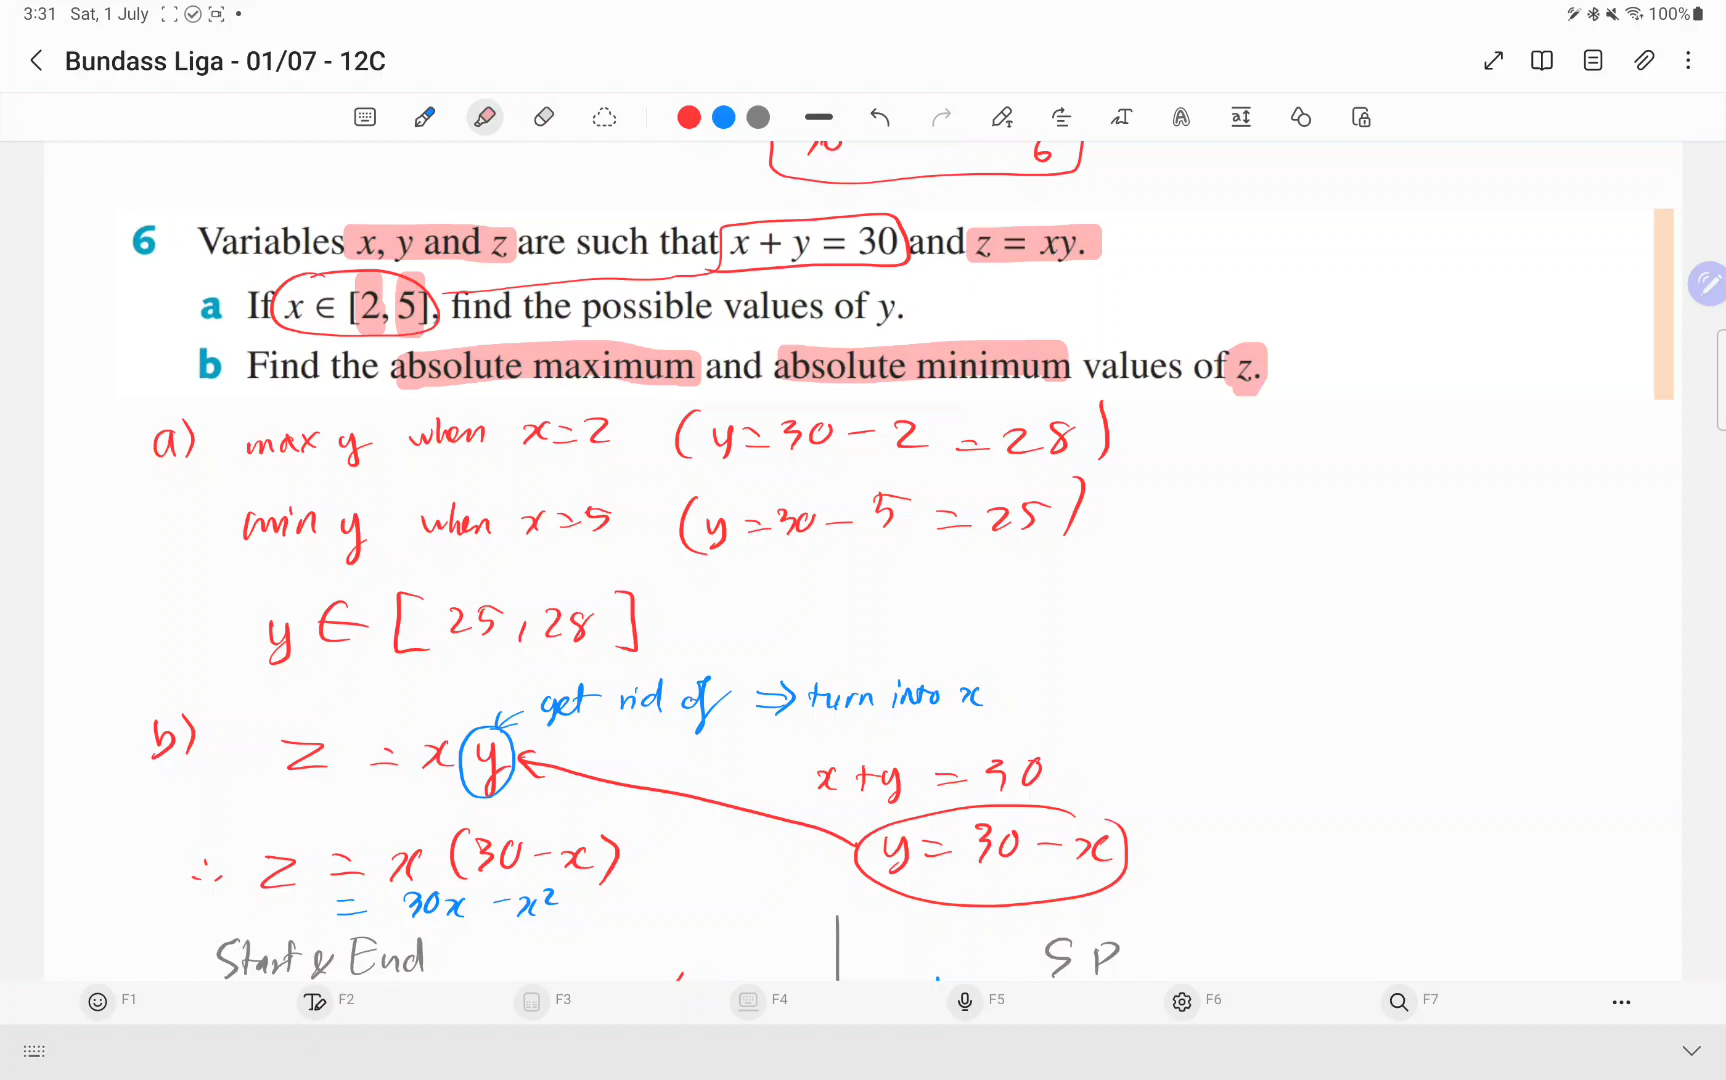 3:31 Sat, 1 July 100%
Bundass Liga - 01/07 - 12C
6
6 Variables x, y and z are such that x + y = 30 and z = xy.
a If x ∈ [2, 5], find the possible values of y.
b Find the absolute maximum and absolute minimum values of z.
a) max y when x=2 (y=30-2=28)
min y when x=5 (y=30-5=25)
y ∈ [25,28]
get rid of ⇒ turn into x
b) z = xy
x+y = 30
y = 30-x
∴ z = x(30-x)
= 30x - x²
Start & End SP
F1 F2 F3 F4 F5 F6 F7